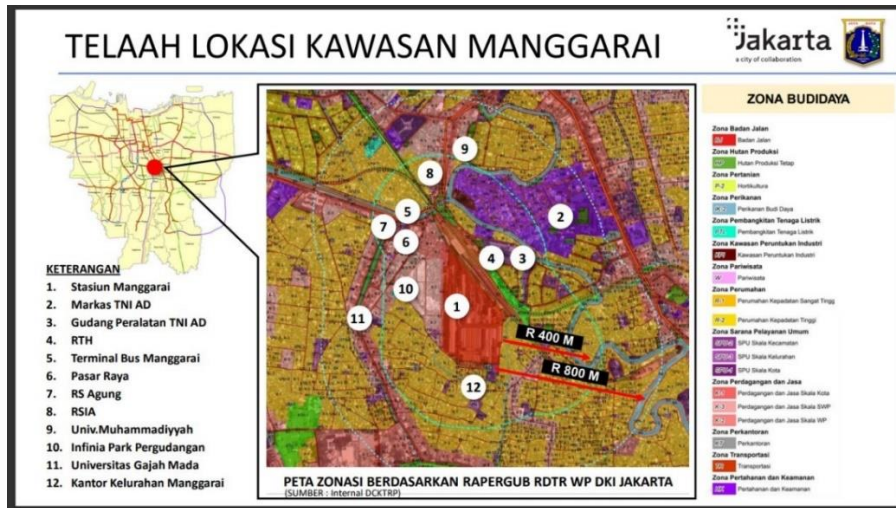 TELAAH LOKASI KAWASAN MANGGARAI
Jakarta
a city of collaboration
KETERANGAN
1. Stasiun Manggarai
2. Markas TNI AD
3. Gudang Peralatan TNI AD
4. RTH
5. Terminal Bus Manggarai
6. Pasar Raya
7. RS Agung
8. RSIA
9. Univ.Muhammadiyyah
10. Infinia Park Pergudangan
11. Universitas Gajah Mada
12. Kantor Kelurahan Manggarai
9
8
5
2
7
6
4
3
10
1
11
R 400 M
R 800 M
12
PETA ZONASI BERDASARKAN RAPERGUB RDTR WP DKI JAKARTA
(SUMBER : Internal DCKTRP)
ZONA BUDIDAYA
Zona Badan Jalan
Badan Jalan
Zona Hutan Produksi
Hutan Produksi Tetap
Zona Pertanian
P-2 Hortikultura
Zona Perikanan
Perikanan Budi Daya
Zona Pembangkitan Tenaga Listrik
Pembangkitan Tenaga Listrik
Zona Kawasan Peruntukan Industri
Kawasan Peruntukan Industri
Zona Pariwisata
W Pariwisata
Zona Perumahan
R-1 Perumahan Kepadatan Sangat Tingg
R-2 Perumahan Kepadatan Tinggi
Zona Sarana Pelayanan Umum
SPU Skala Kecamatan
SPU Skala Kelurahan
SPU Skala Kota
Zona Perdagangan dan Jasa
Perdagangan dan Jasa Skala Kota
K-3 Perdagangan dan Jasa Skala SWP
Perdagangan dan Jasa Skala WP
Zona Perkantoran
Perkantoran
Zona Transportasi
Transportasi
Zona Pertahanan dan Keamanan
Pertahanan dan Keamanan